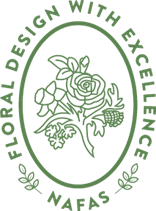 FLORAL DESIGN WITH EXCELLENCE
NAFAS